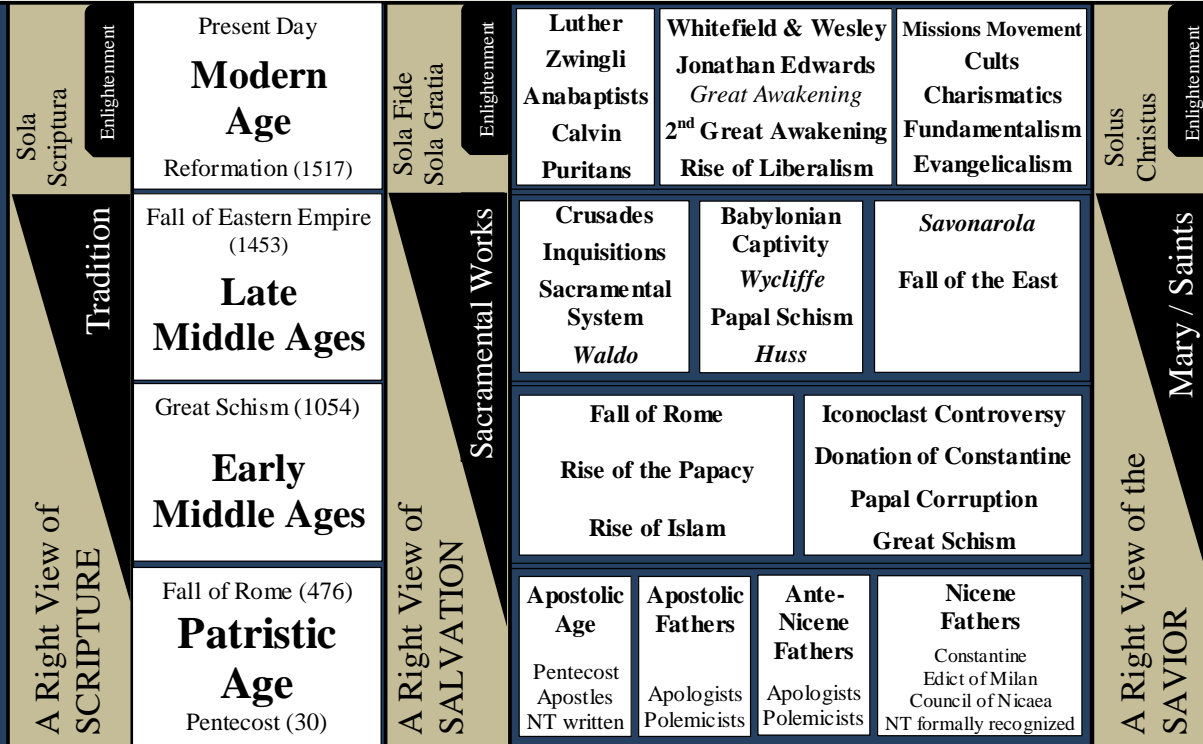 Sola
Scriptura
Enlightenment
Tradition
A Right View of
SCRIPTURE
Present Day
Modern
Age
Reformation (1517)
Fall of Eastern Empire
(1453)
Late
Middle Ages
Great Schism (1054)
Early
Middle Ages
Fall of Rome (476)
Patristic
Age
Pentecost (30)
Sola Fide
Sola Gratia
Enlightenment
Sacramental Works
A Right View of
SALVATION
Luther
Zwingli
Anabaptists
Calvin
Puritans
Whitefield & Wesley
Jonathan Edwards
Great Awakening
2nd Great Awakening
Rise of Liberalism
Missions Movement
Cults
Charismatics
Fundamentalism
Evangelicalism
Crusades
Inquisitions
Sacramental
System
Waldo
Babylonian
Captivity
Wycliffe
Papal Schism
Huss
Savonarola
Fall of the East
Fall of Rome
Rise of the Papacy
Rise of Islam
Iconoclast Controversy
Donation of Constantine
Papal Corruption
Great Schism
Apostolic
Age
Pentecost
Apostles
NT written
Apostolic
Fathers
Apologists
Polemicists
Ante-
Nicene
Fathers
Apologists
Polemicists
Nicene
Fathers
Constantine
Edict of Milan
Council of Nicaea
NT formally recognized
Solus
Christus
Enlightenment
Mary / Saints
A Right View of the
SAVIOR